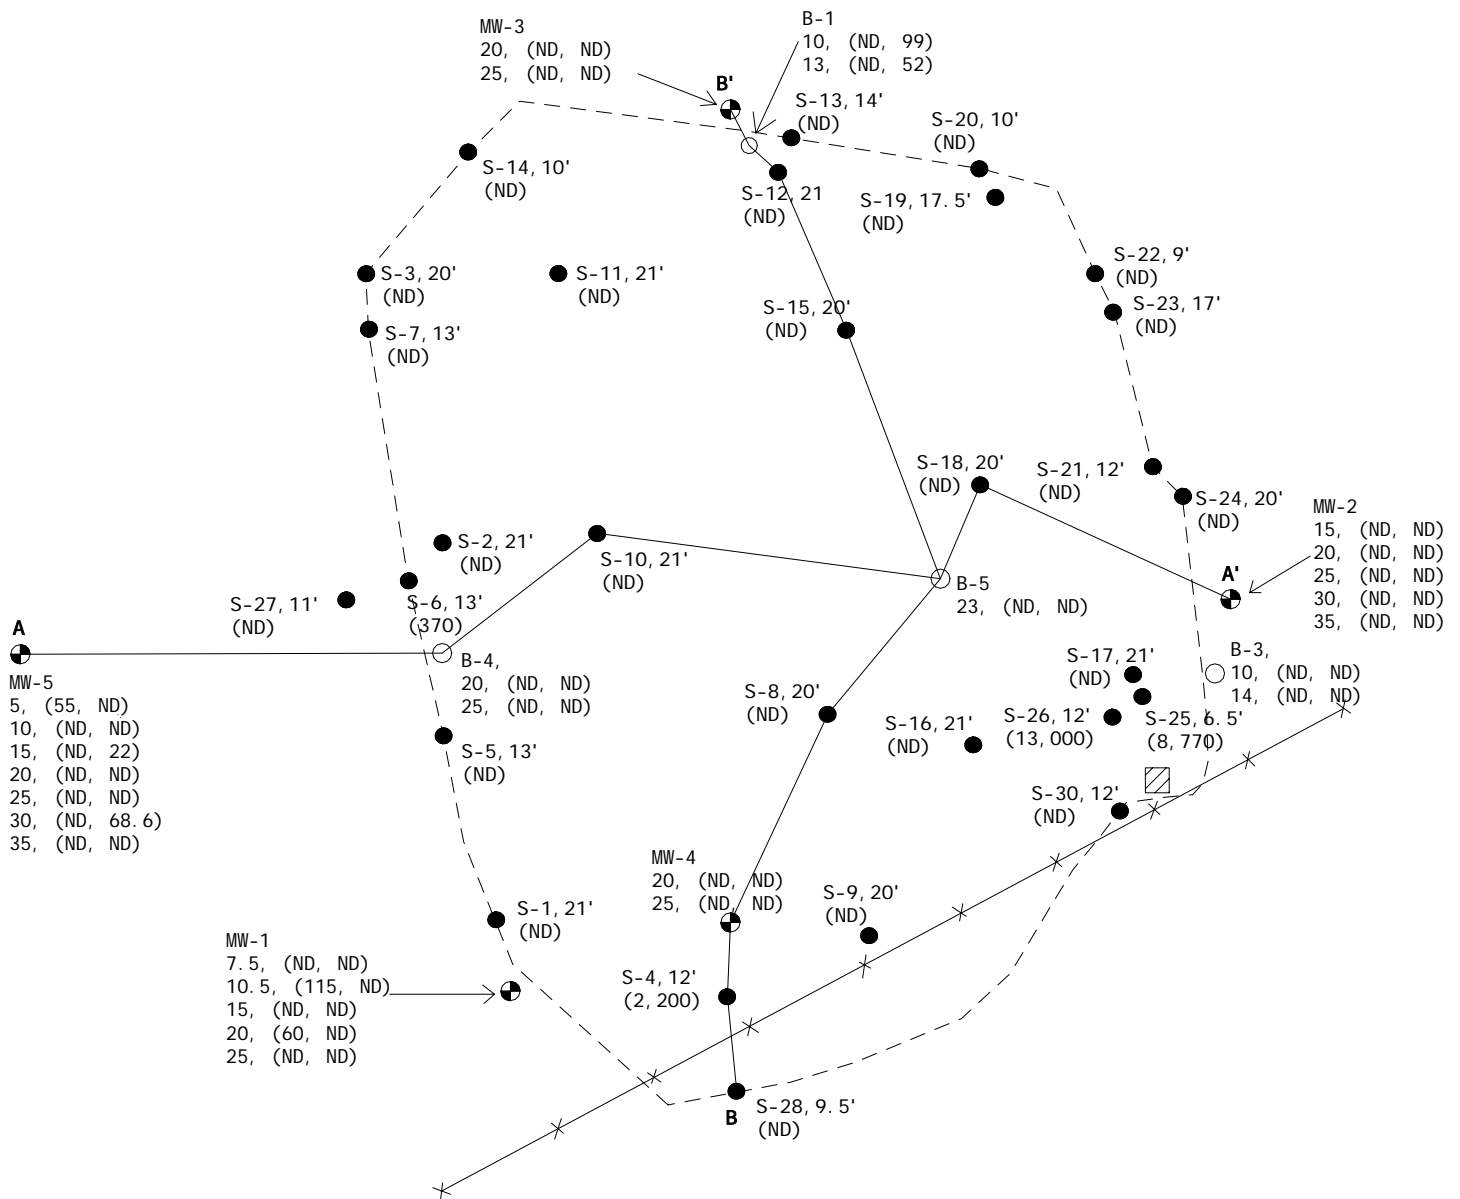 MW-3
20, (ND, ND)
25, (ND, ND)
B-1
10, (ND, 99)
13, (ND, 52)
B'
S-13, 14'
(ND)
S-20, 10'
(ND)
S-14, 10'
(ND)
S-12, 21
(ND)
S-19, 17.5'
(ND)
S-3, 20'
(ND)
S-11, 21'
(ND)
S-22, 9'
(ND)
S-7, 13'
(ND)
S-15, 20'
(ND)
S-23, 17'
(ND)
S-18, 20'
(ND)
S-21, 12'
(ND)
S-24, 20'
(ND)
MW-2
15, (ND, ND)
20, (ND, ND)
25, (ND, ND)
30, (ND, ND)
35, (ND, ND)
A'
S-2, 21'
(ND)
S-10, 21'
(ND)
B-5
23, (ND, ND)
S-27, 11'
(ND)
S-6, 13'
(370)
A
MW-5
5, (55, ND)
10, (ND, ND)
15, (ND, 22)
20, (ND, ND)
25, (ND, ND)
30, (ND, 68.6)
35, (ND, ND)
B-4,
20, (ND, ND)
25, (ND, ND)
S-17, 21'
(ND)
B-3,
10, (ND, ND)
14, (ND, ND)
S-8, 20'
(ND)
S-16, 21'
(ND)
S-26, 12'
(13,000)
S-25, 6.5'
(8,770)
S-5, 13'
(ND)
S-30, 12'
(ND)
MW-4
20, (ND, ND)
25, (ND, ND)
S-9, 20'
(ND)
S-1, 21'
(ND)
MW-1
7.5, (ND, ND)
10.5, (115, ND)
15, (ND, ND)
20, (60, ND)
25, (ND, ND)
S-4, 12'
(2,200)
B
S-28, 9.5'
(ND)